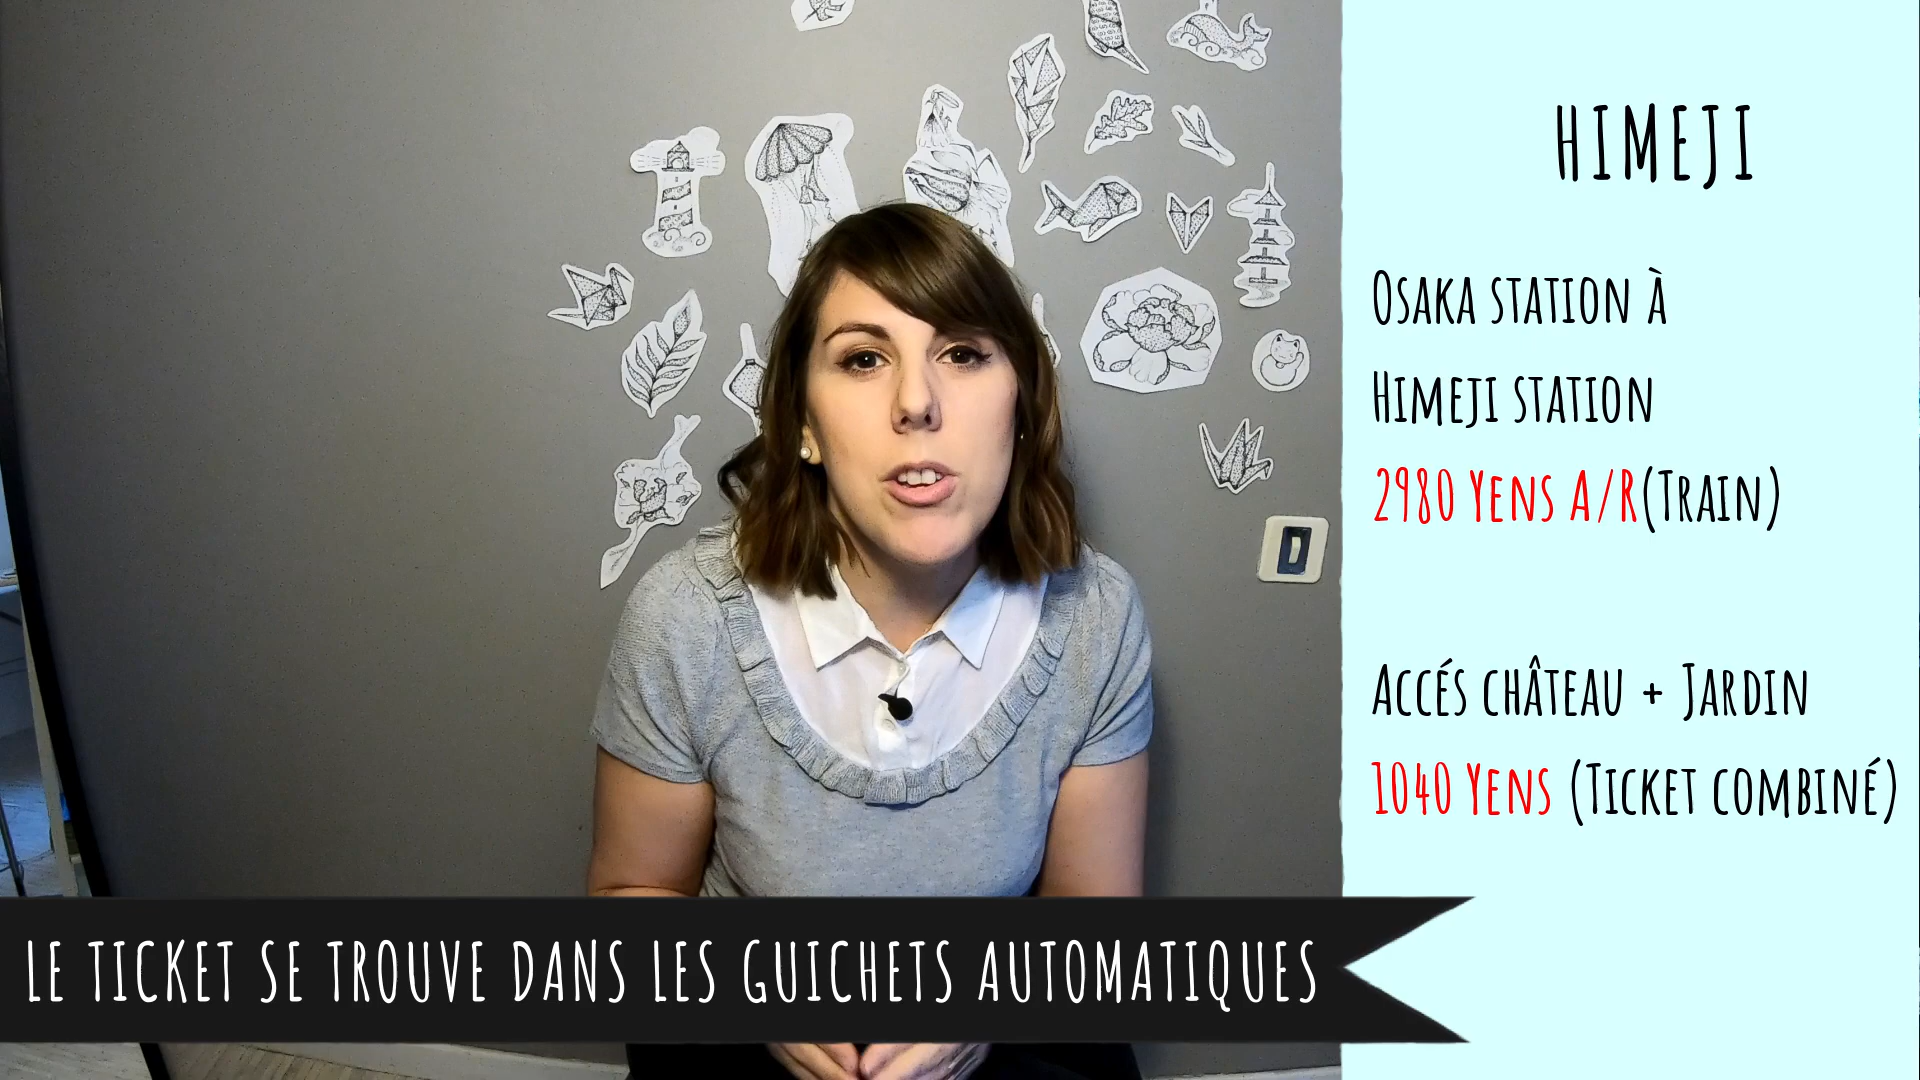 HIMEJI
OSAKA STATION À
HIMEJI STATION
2980 YENS A/R(TRAIN)
ACCÉS CHÂTEAU + JARDIN
1040 YENS (TICKET COMBINÉ)
LE TICKET SE TROUVE DANS LES GUICHETS AUTOMATIQUES